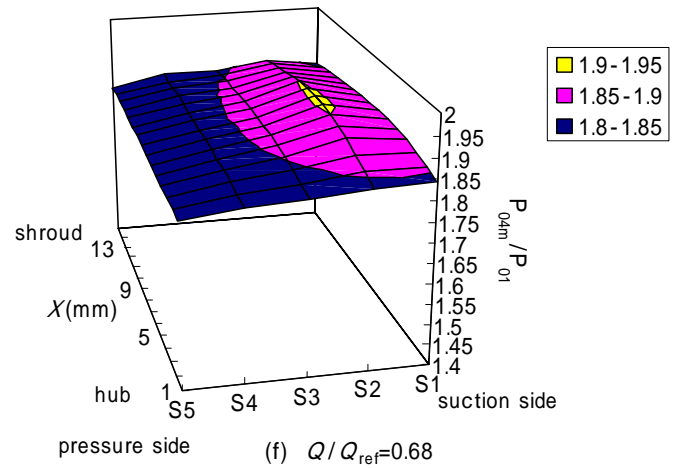 1.9-1.95
1.85-1.9
1.8-1.85
2
1.95
1.9
1.85
1.8
1.75
1.7
1.65
1.6
1.55
1.5
1.45
1.4
P04m/P01
shroud
13
9
X(mm)
5
hub
1
S5
S4
S3
S2
S1
suction side
pressure side
(f) Q/Qref=0.68